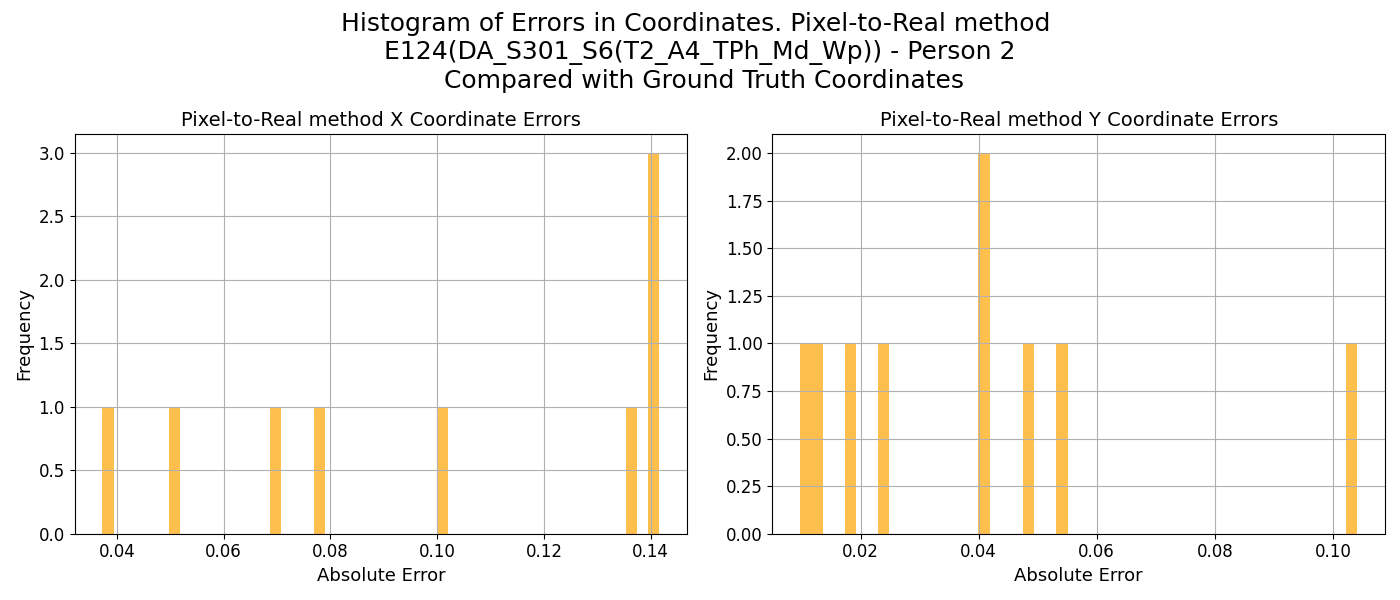 Histogram of Errors in Coordinates. Pixel-to-Real method
E124(DA_S301_S6(T2_A4_TPh_Md_Wp)) - Person 2
Compared with Ground Truth Coordinates
Pixel-to-Real method X Coordinate Errors
3.0
2.5
2.0
1.5
1.0
0.5
0.0
Frequency
0.04 0.06 0.08 0.10 0.12 0.14
Absolute Error
Pixel-to-Real method Y Coordinate Errors
2.00
1.75
1.50
1.25
1.00
0.75
0.50
0.25
0.00
Frequency
0.02 0.04 0.06 0.08 0.10
Absolute Error